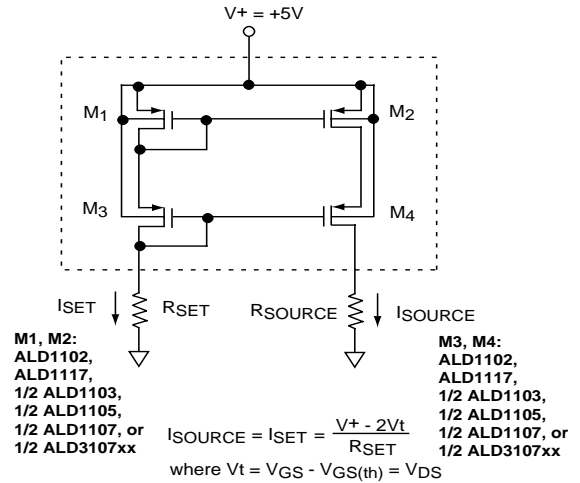 V+ = +5V
M1
M2
M3
M4
ISET
RSET
RSOURCE
ISOURCE
M1, M2:
ALD1102,
ALD1117,
1/2 ALD1103,
1/2 ALD1105,
1/2 ALD1107, or
1/2 ALD3107xx
M3, M4:
ALD1102,
ALD1117,
1/2 ALD1103,
1/2 ALD1105,
1/2 ALD1107, or
1/2 ALD3107xx
ISOURCE = ISET = V+ - 2Vt / RSET
where Vt = VGS - VGS(th) = VDS